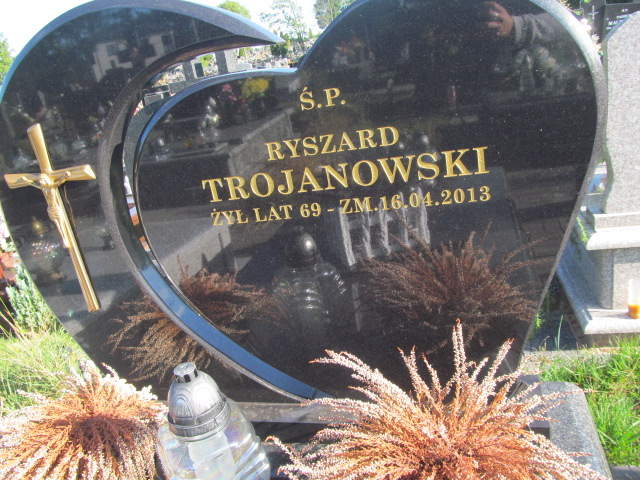 Ś.P.
RYSZARD
TROJANOWSKI
ŻYŁ LAT 69 - ZM.16.04.2013